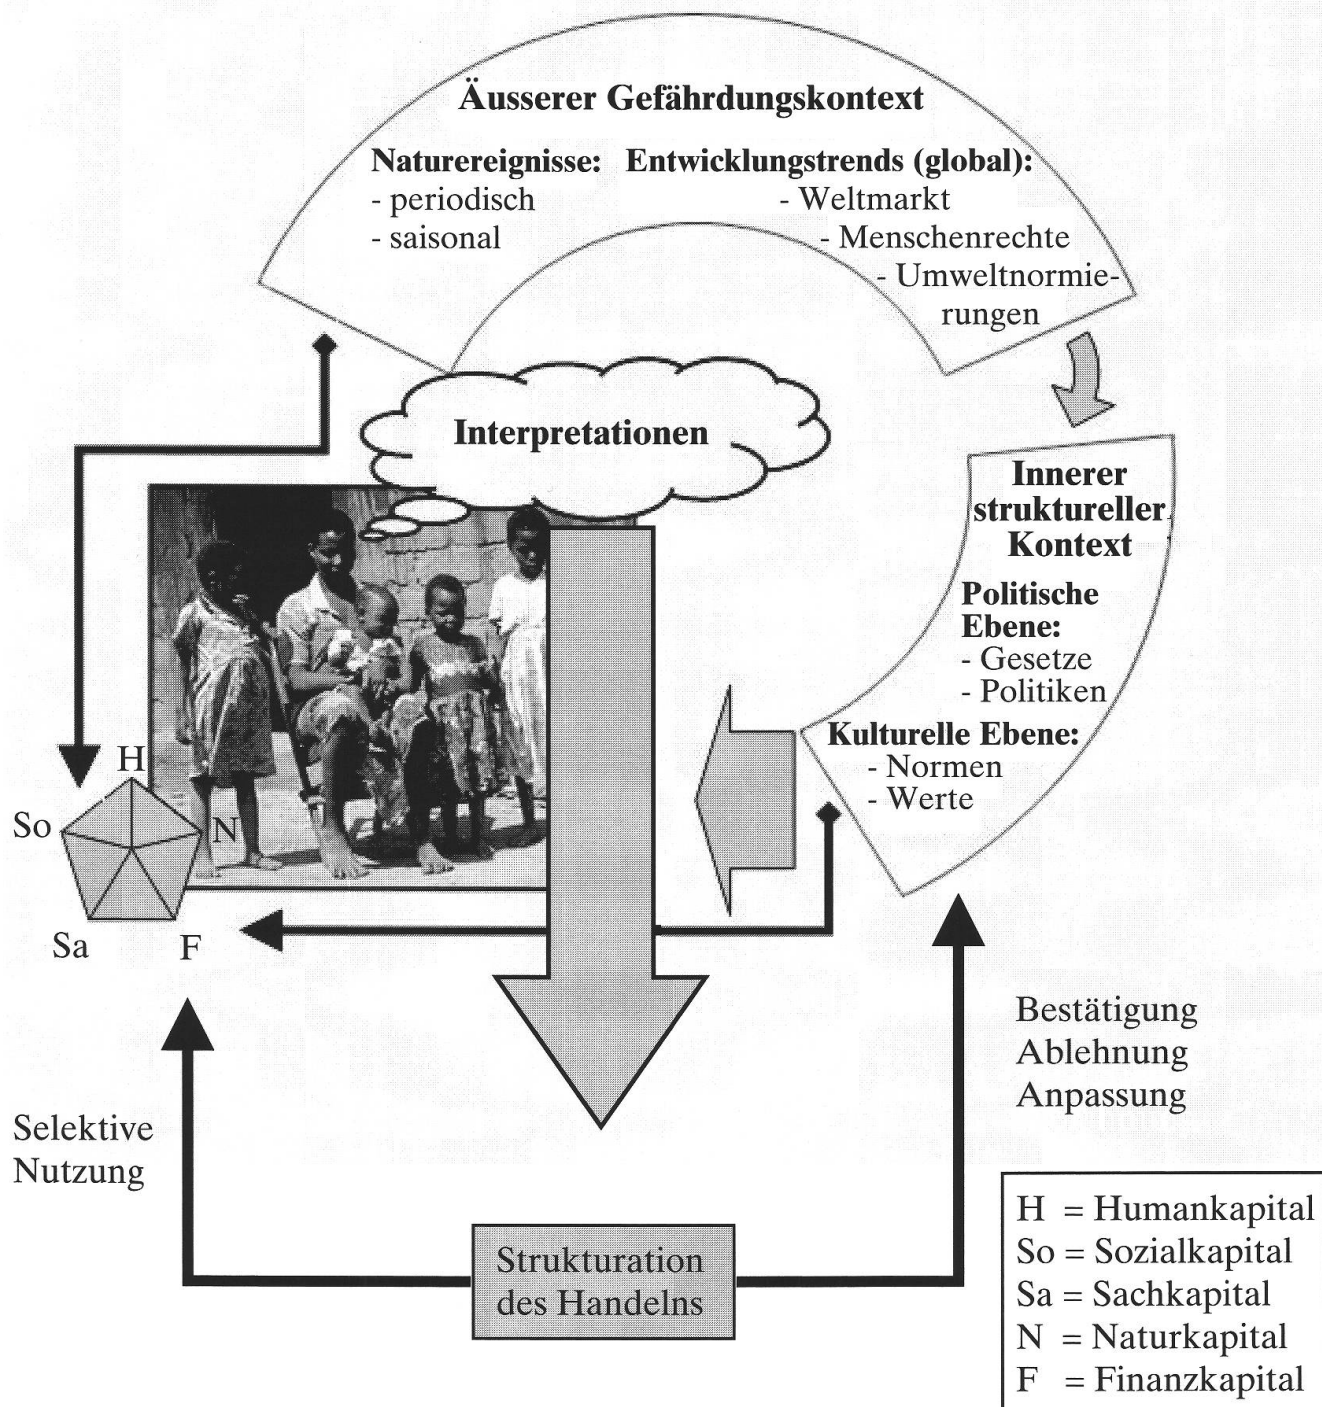 Äusserer Gefährdungskontext
Naturereignisse:
- periodisch
- saisonal
Entwicklungstrends (global):
- Weltmarkt
- Menschenrechte
- Umweltnormie-
rungen
Interpretationen
Innerer
struktureller
Kontext
Politische
Ebene:
- Gesetze
- Politiken
Kulturelle Ebene:
- Normen
- Werte
H
So
N
Sa
F
Bestätigung
Ablehnung
Anpassung
Selektive
Nutzung
Strukturation
des Handelns
H = Humankapital
So = Sozialkapital
Sa = Sachkapital
N = Naturkapital
F = Finanzkapital